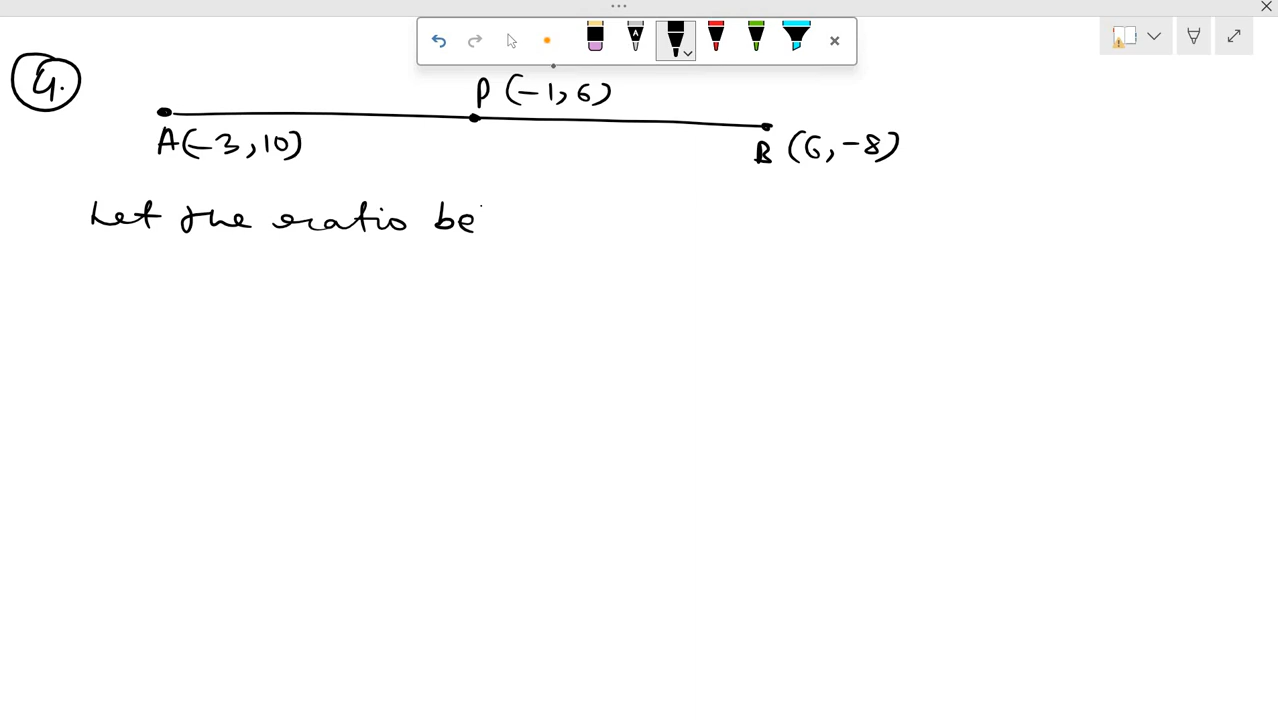 4.
P (-1, 6)
A(-3, 10)
B (6, -8)
Let the ratio be